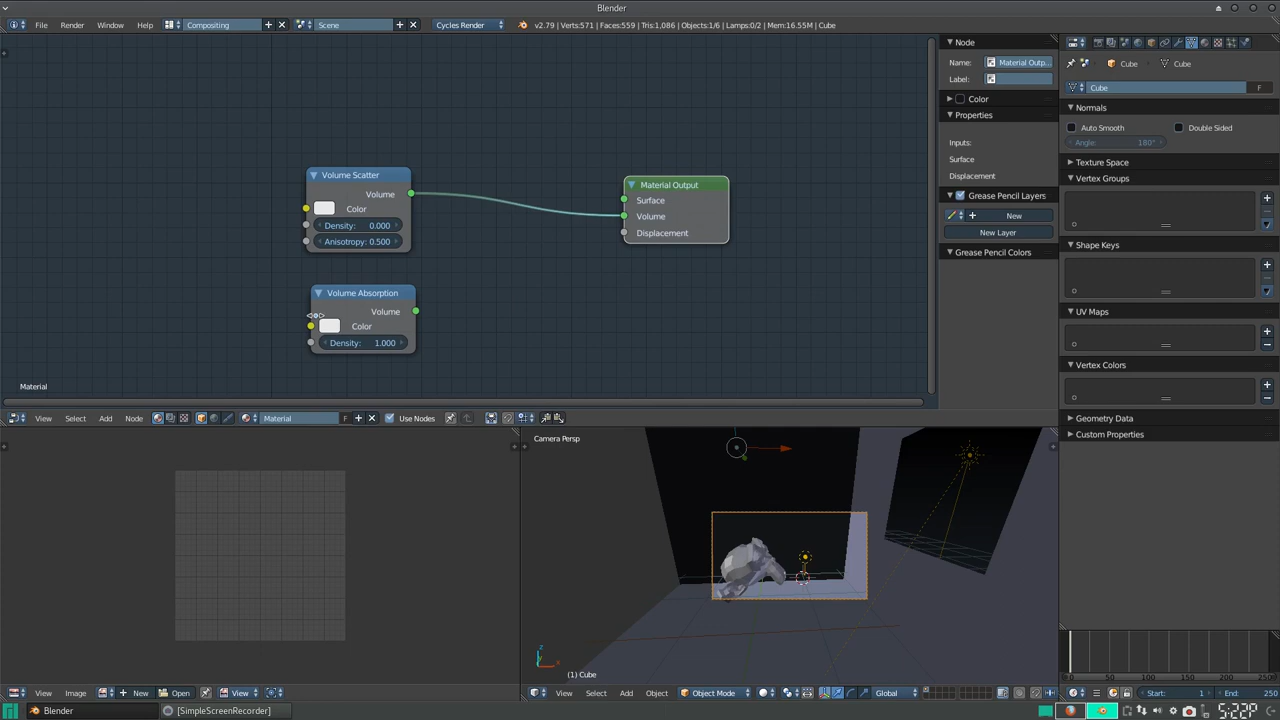 Blender
File Render Window Help Compositing Scene Cycles Render v2.79 | Verts:571 | Faces:559 | Tris:1,086 | Objects:1/6 | Lamps:0/2 | Mem:16.55M | Cube
Node
Name: Material Outp...
Label:
Color
Properties
Inputs:
Surface
Displacement
Grease Pencil Layers
New
New Layer
Grease Pencil Colors
Volume Scatter
Volume
Color
Density: 0.000
Anisotropy: 0.500
Material Output
Surface
Volume
Displacement
Volume Absorption
Volume
Color
Density: 1.000
Material
View Select Add Node Material F Use Nodes
Cube Cube
Cube F
Normals
Auto Smooth Double Sided
Angle: 180°
Texture Space
Vertex Groups
Shape Keys
UV Maps
Vertex Colors
Geometry Data
Custom Properties
Camera Persp
(1) Cube
View Image New Open View
View Select Add Object Object Mode Global
0 50 100 150 200 250
Start: 1 End: 250
Blender [SimpleScreenRecorder]